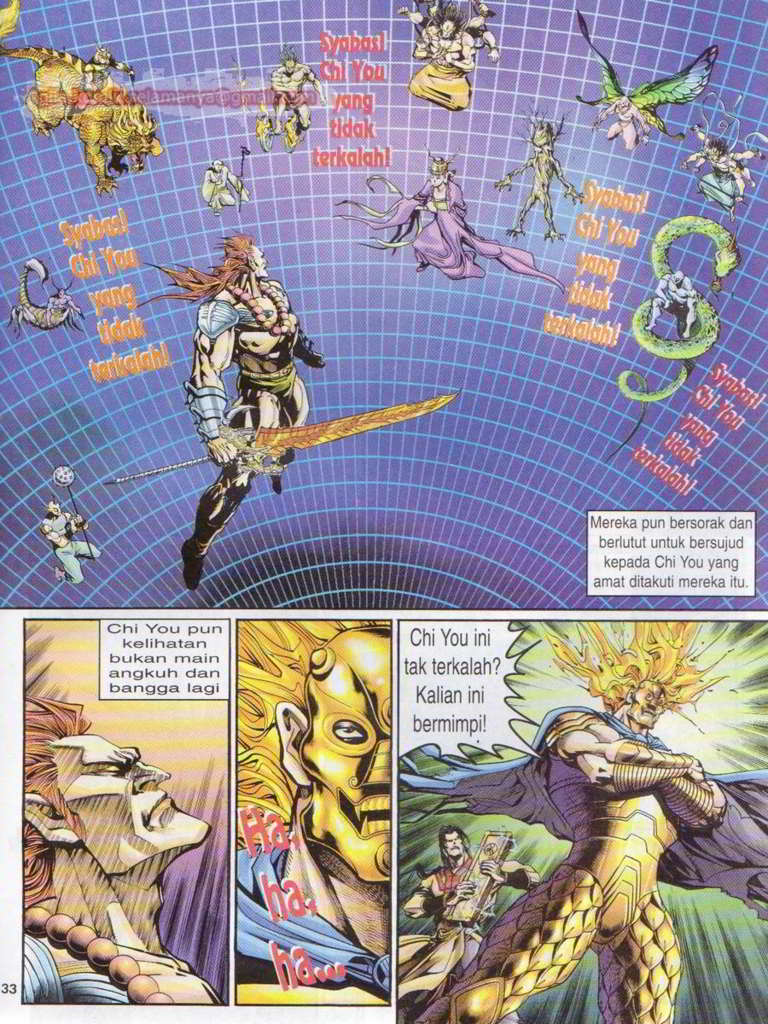 Syabas!
Chi You
yang
tidak
terkalah!
Syabas!
Chi You
yang
tidak
terkalah!
Syabas!
Chi You
yang
tidak
terkalah!
Syabas!
Chi You
yang
tidak
terkalah!
Mereka pun bersorak dan
berlutut untuk bersujud
kepada Chi You yang
amat ditakuti mereka itu.
Chi You pun
kelihatan
bukan main
angkuh dan
bangga lagi
Ha,
ha,
ha...
Chi You ini
tak terkalah?
Kalian ini
bermimpi!
33